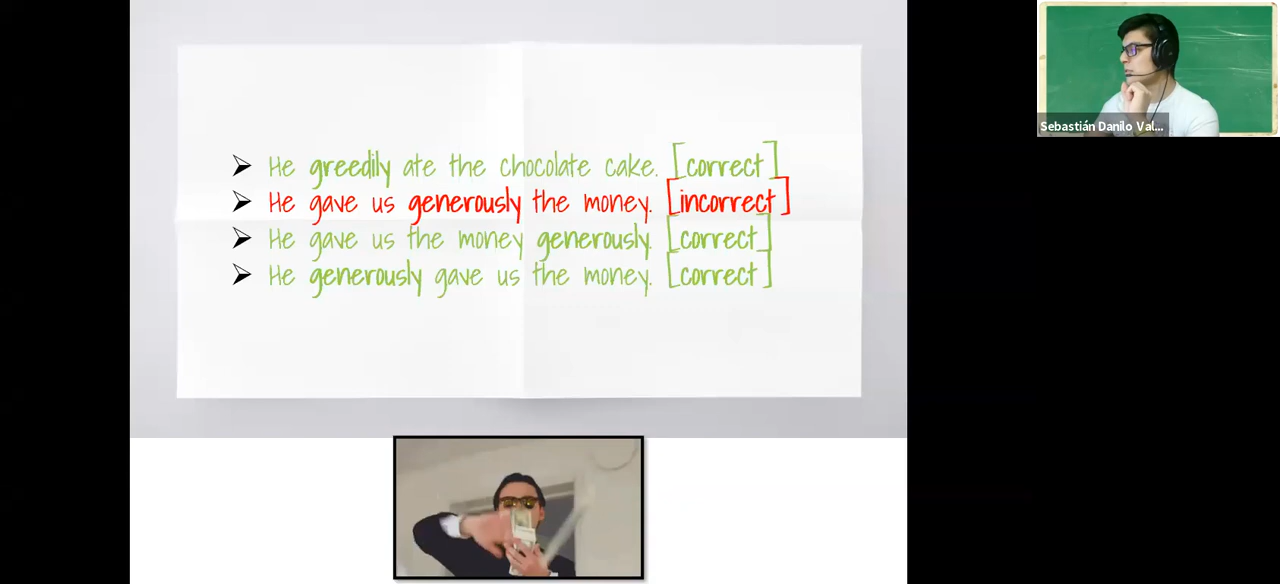 ➢ He greedily ate the chocolate cake. [correct]
➢ He gave us generously the money. [incorrect]
➢ He gave us the money generously. [correct]
➢ He generously gave us the money. [correct]
Sebastián Danilo Val...